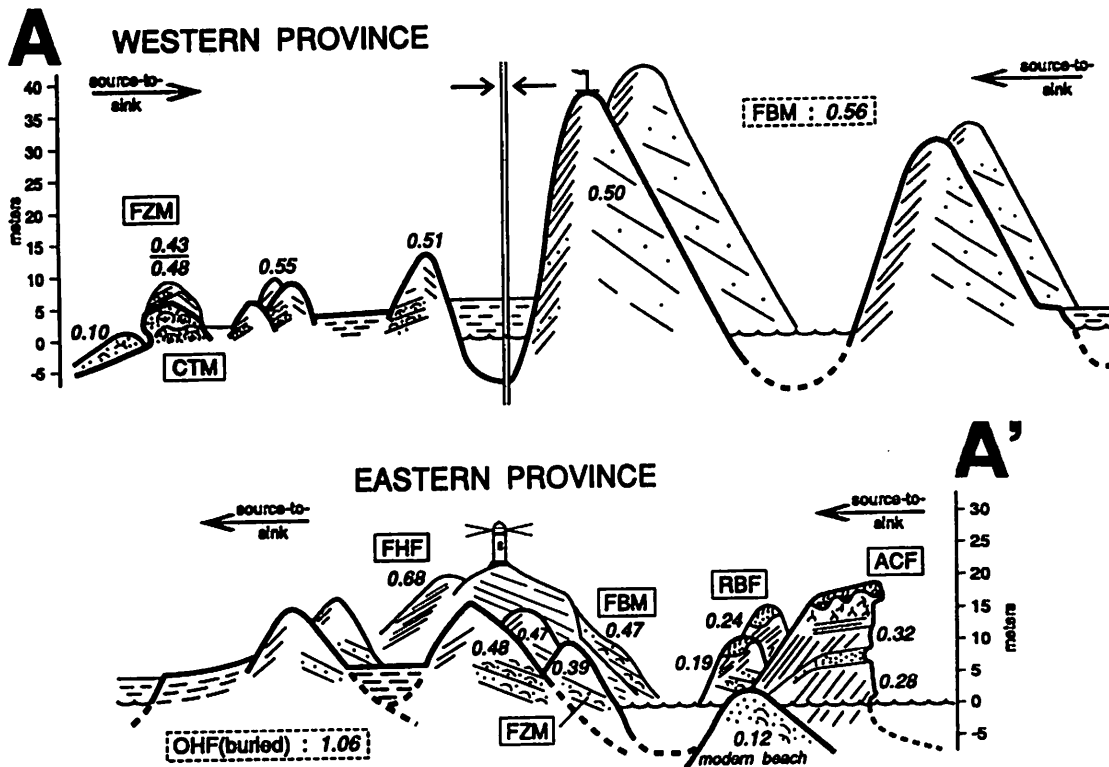 A
WESTERN PROVINCE
source-to-
sink
source-to-
sink
FBM : 0.56
40
35
30
25
20
15
10
5
0
-5
meters
FZM
0.43
0.48
0.55
0.51
0.50
0.10
CTM
A'
EASTERN PROVINCE
source-to-
sink
source-to-
sink
30
25
20
15
10
5
0
-5
meters
FHF
0.68
FBM
0.47
RBF
0.24
ACF
0.32
0.47
0.48
0.39
0.19
0.28
FZM
0.12
modern beach
OHF(buried) : 1.06